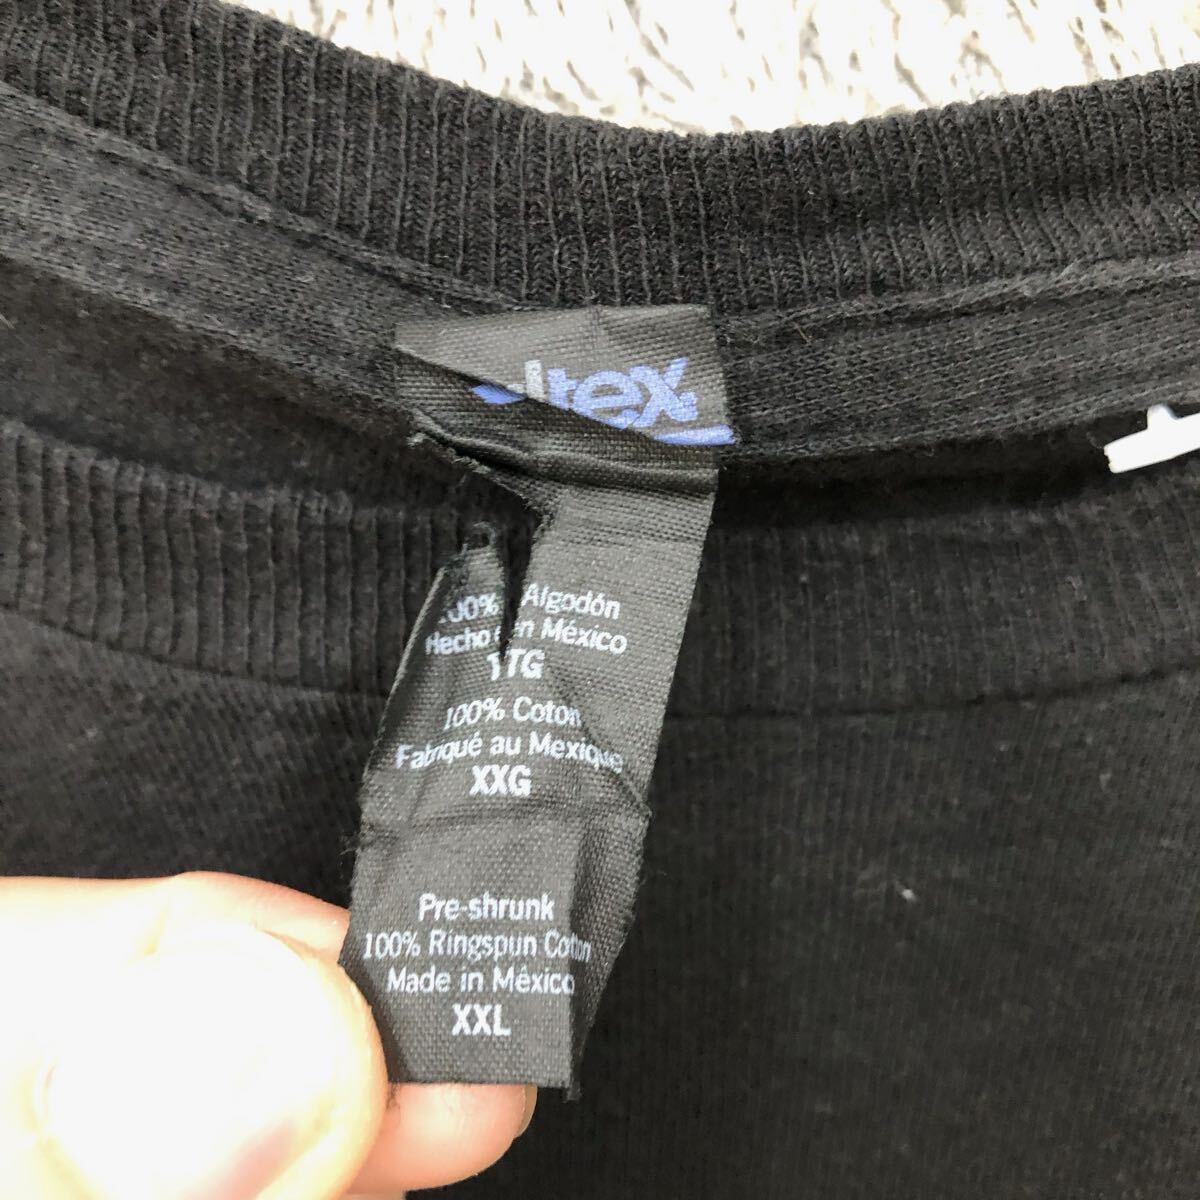 100% Algodón
Hecho en México
TG
100% Coton
Fabriqué au Mexique
XXG
Pre-shrunk
100% Ringspun Cotton
Made in México
XXL